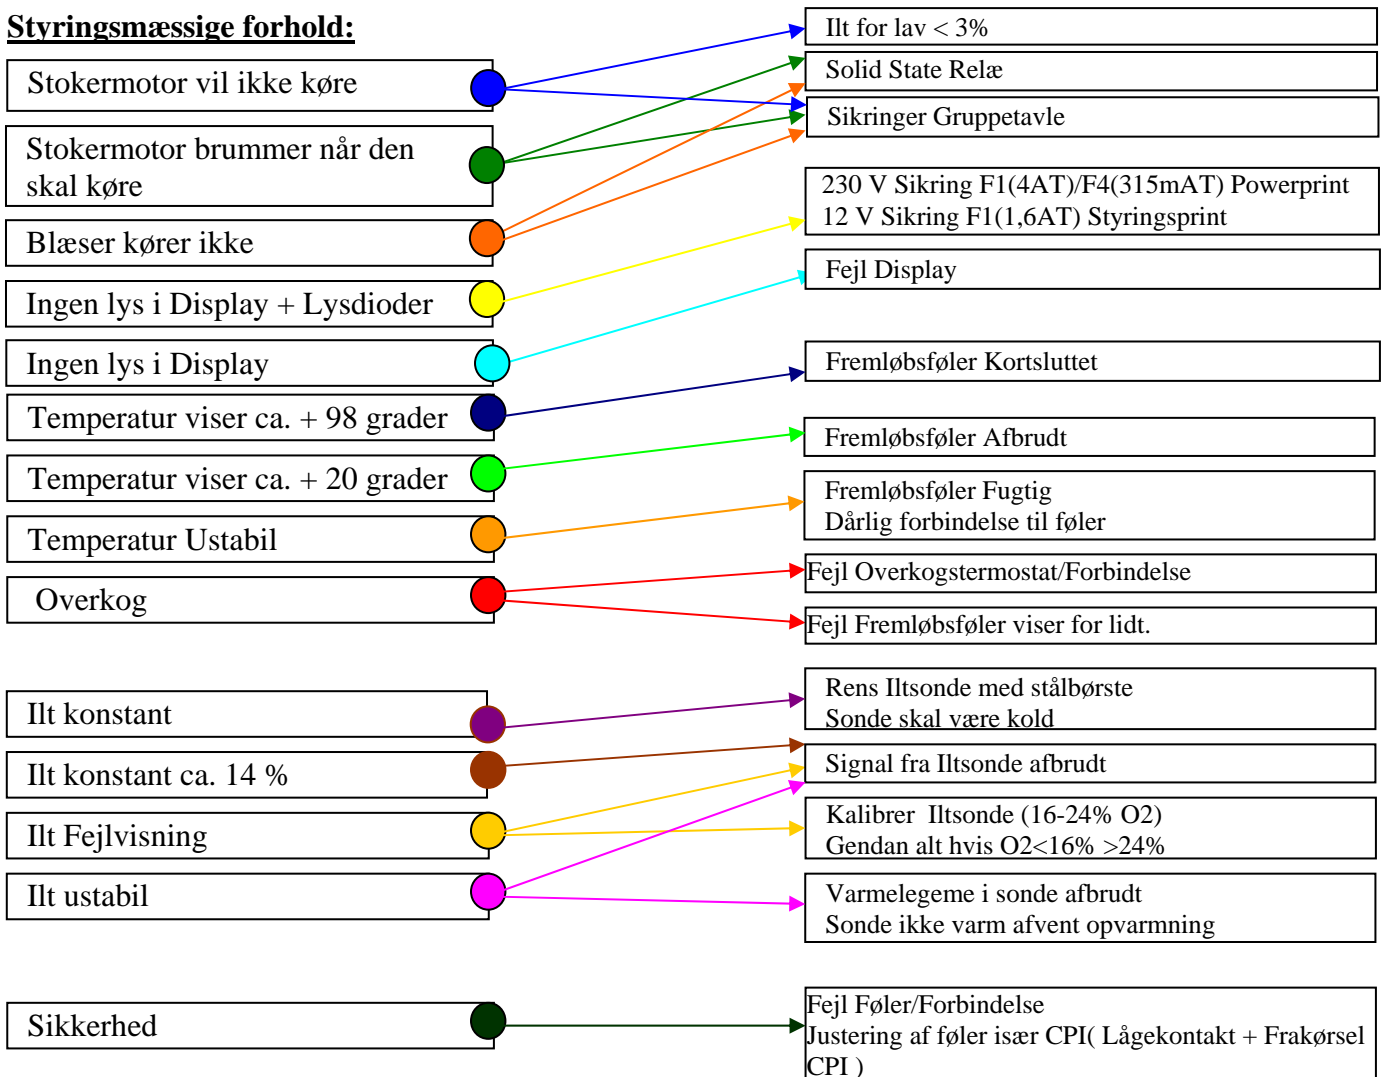 Styringsmæssige forhold:
Stokermotor vil ikke køre
Stokermotor brummer når den
skal køre
Blæser kører ikke
Ingen lys i Display + Lysdioder
Ingen lys i Display
Temperatur viser ca. + 98 grader
Temperatur viser ca. + 20 grader
Temperatur Ustabil
Overkog
Ilt konstant
Ilt konstant ca. 14 %
Ilt Fejlvisning
Ilt ustabil
Sikkerhed
Ilt for lav < 3%
Solid State Relæ
Sikringer Gruppetavle
230 V Sikring F1(4AT)/F4(315mAT) Powerprint
12 V Sikring F1(1,6AT) Styringsprint
Fejl Display
Fremløbsføler Kortsluttet
Fremløbsføler Afbrudt
Fremløbsføler Fugtig
Dårlig forbindelse til føler
Fejl Overkogstermostat/Forbindelse
Fejl Fremløbsføler viser for lidt.
Rens Iltsonde med stålbørste
Sonde skal være kold
Signal fra Iltsonde afbrudt
Kalibrer Iltsonde (16-24% O2)
Gendan alt hvis O2<16% >24%
Varmelegeme i sonde afbrudt
Sonde ikke varm afvent opvarmning
Fejl Føler/Forbindelse
Justering af føler især CPI( Lågekontakt + Frakørsel
CPI )